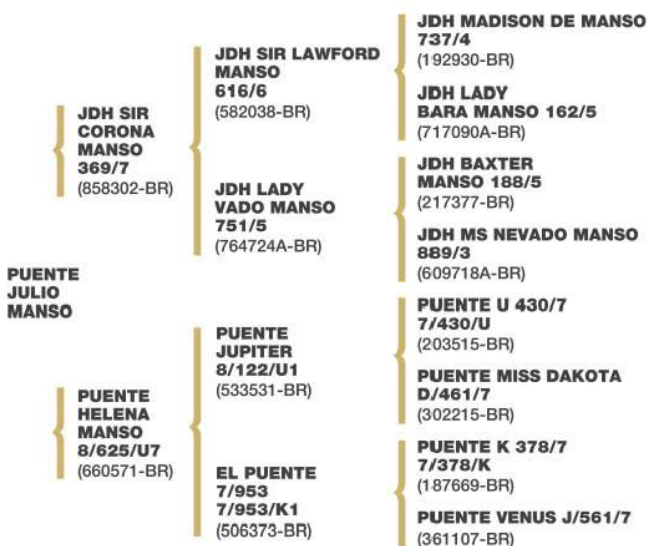 PUENTE
JULIO
MANSO
JDH SIR
CORONA
MANSO
369/7
(858302-BR)
PUENTE
HELENA
MANSO
8/625/U7
(660571-BR)
JDH SIR LAWFORD
MANSO
616/6
(582038-BR)
JDH LADY
VADO MANSO
751/5
(764724A-BR)
PUENTE
JUPITER
8/122/U1
(533531-BR)
EL PUENTE
7/953
7/953/K1
(506373-BR)
JDH MADISON DE MANSO
737/4
(192930-BR)
JDH LADY
BARA MANSO 162/5
(717090A-BR)
JDH BAXTER
MANSO 188/5
(217377-BR)
JDH MS NEVADO MANSO
889/3
(609718A-BR)
PUENTE U 430/7
7/430/U
(203515-BR)
PUENTE MISS DAKOTA
D/461/7
(302215-BR)
PUENTE K 378/7
7/378/K
(187669-BR)
PUENTE VENUS J/561/7
(361107-BR)